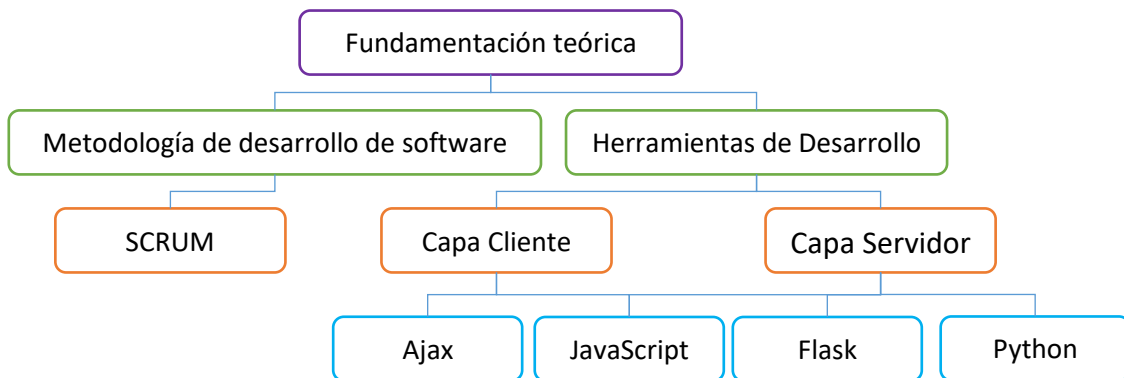 Fundamentación teórica
Metodología de desarrollo de software
Herramientas de Desarrollo
SCRUM
Capa Cliente
Capa Servidor
Ajax
JavaScript
Flask
Python